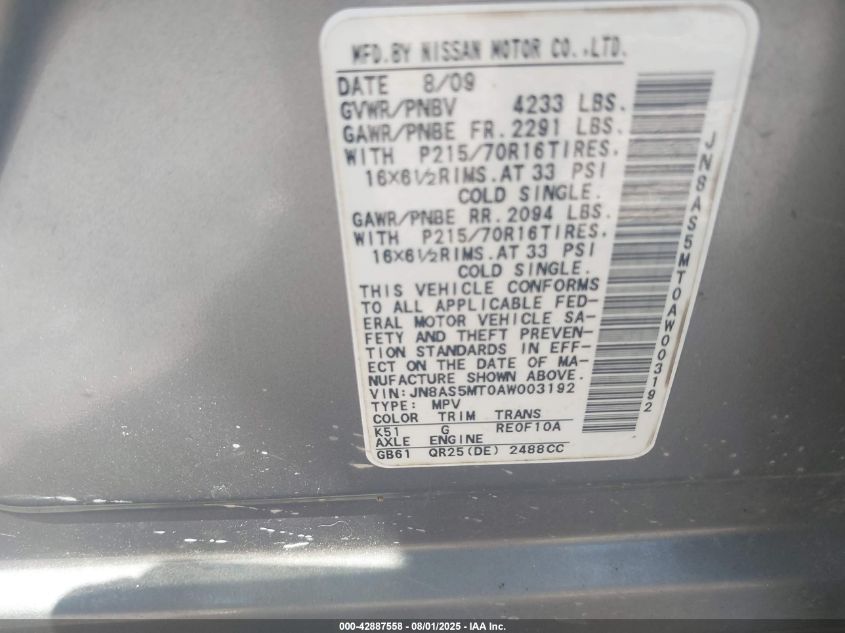 MFD.BY NISSAN MOTOR CO.,LTD.
DATE 8/09
GVWR/PNBV 4233 LBS.
GAWR/PNBE FR. 2291 LBS.
WITH P215/70R16TIRES.
16X6½RIMS.AT 33 PSI
COLD SINGLE.
GAWR/PNBE RR. 2094 LBS.
WITH P215/70R16TIRES.
16X6½RIMS.AT 33 PSI
COLD SINGLE.
THIS VEHICLE CONFORMS
TO ALL APPLICABLE FED-
ERAL MOTOR VEHICLE SA-
FETY AND THEFT PREVEN-
TION STANDARDS IN EFF-
ECT ON THE DATE OF MA-
NUFACTURE SHOWN ABOVE.
VIN:JN8AS5MT0AW003192
TYPE: MPV
COLOR TRIM TRANS
K51 G RE0F10A
AXLE ENGINE
GB61 QR25(DE) 2488CC
JN8AS5MT0AW003192
000-42887558 - 08/01/2025 - IAA Inc.